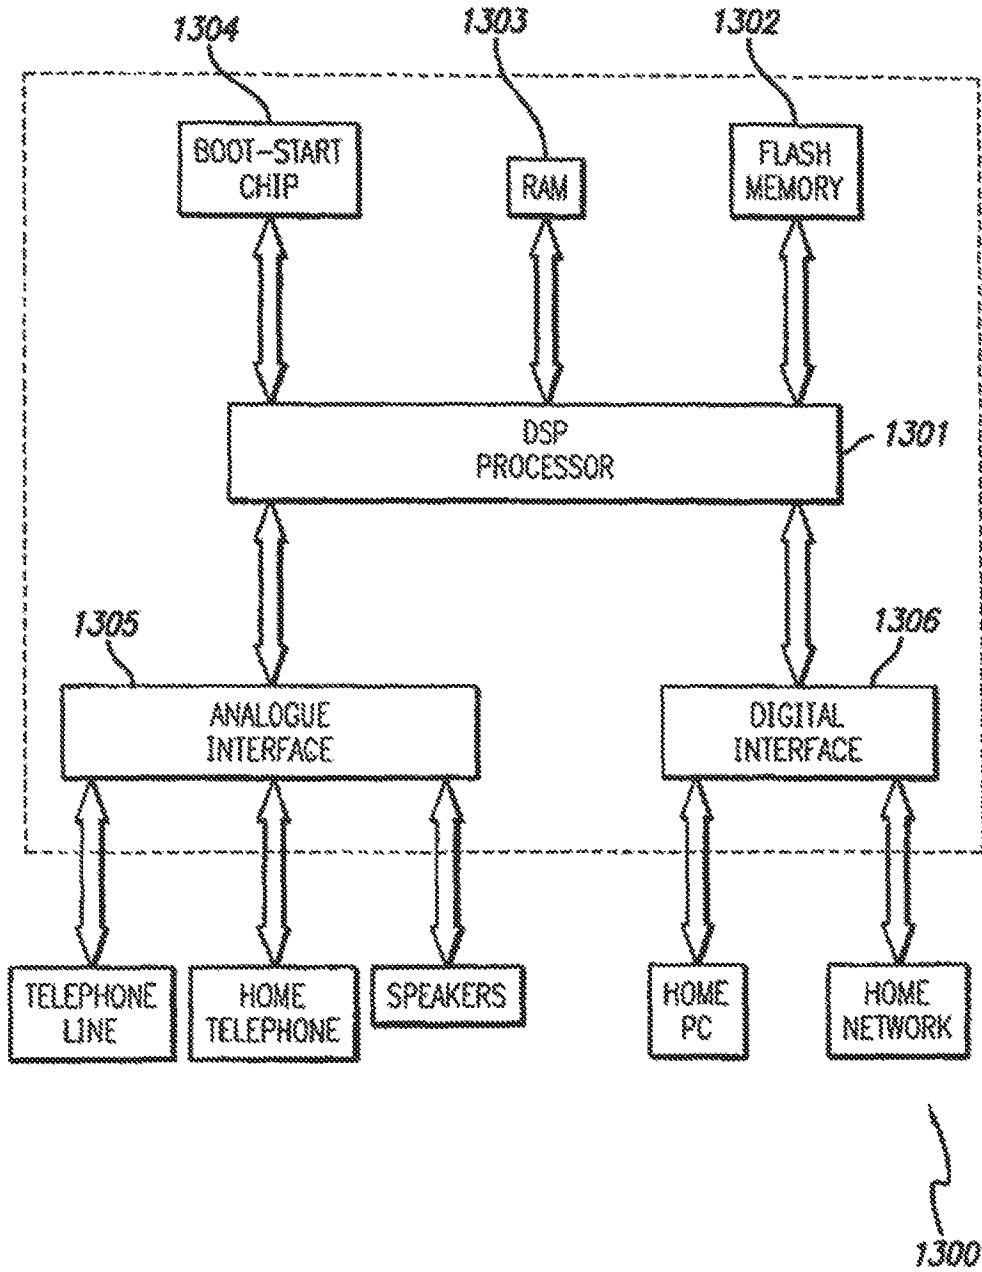 1304
1303
1302
BOOT-START
CHIP
RAM
FLASH
MEMORY
DSP
PROCESSOR
1301
1305
1306
ANALOGUE
INTERFACE
DIGITAL
INTERFACE
TELEPHONE
LINE
HOME
TELEPHONE
SPEAKERS
HOME
PC
HOME
NETWORK
1300